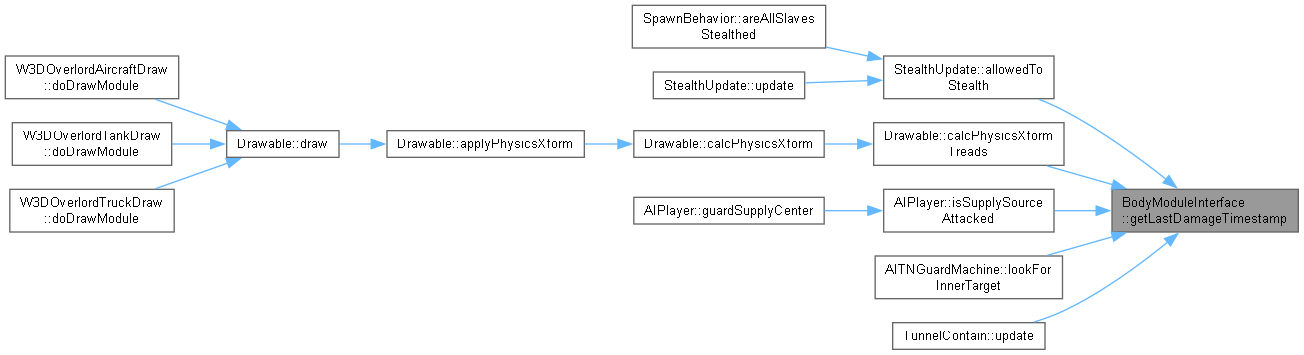 SpawnBehavior::areAllSlaves
Stealthed
W3DOverlordAircraftDraw
::doDrawModule
StealthUpdate::allowedTo
Stealth
StealthUpdate::update
W3DOverlordTankDraw
::doDrawModule
Drawable::draw
Drawable::applyPhysicsXform
Drawable::calcPhysicsXform
Drawable::calcPhysicsXform
Treads
W3DOverlordTruckDraw
::doDrawModule
AIPlayer::guardSupplyCenter
AIPlayer::isSupplySource
Attacked
BodyModuleInterface
::getLastDamageTimestamp
AITNGuardMachine::lookFor
InnerTarget
TunnelContain::update